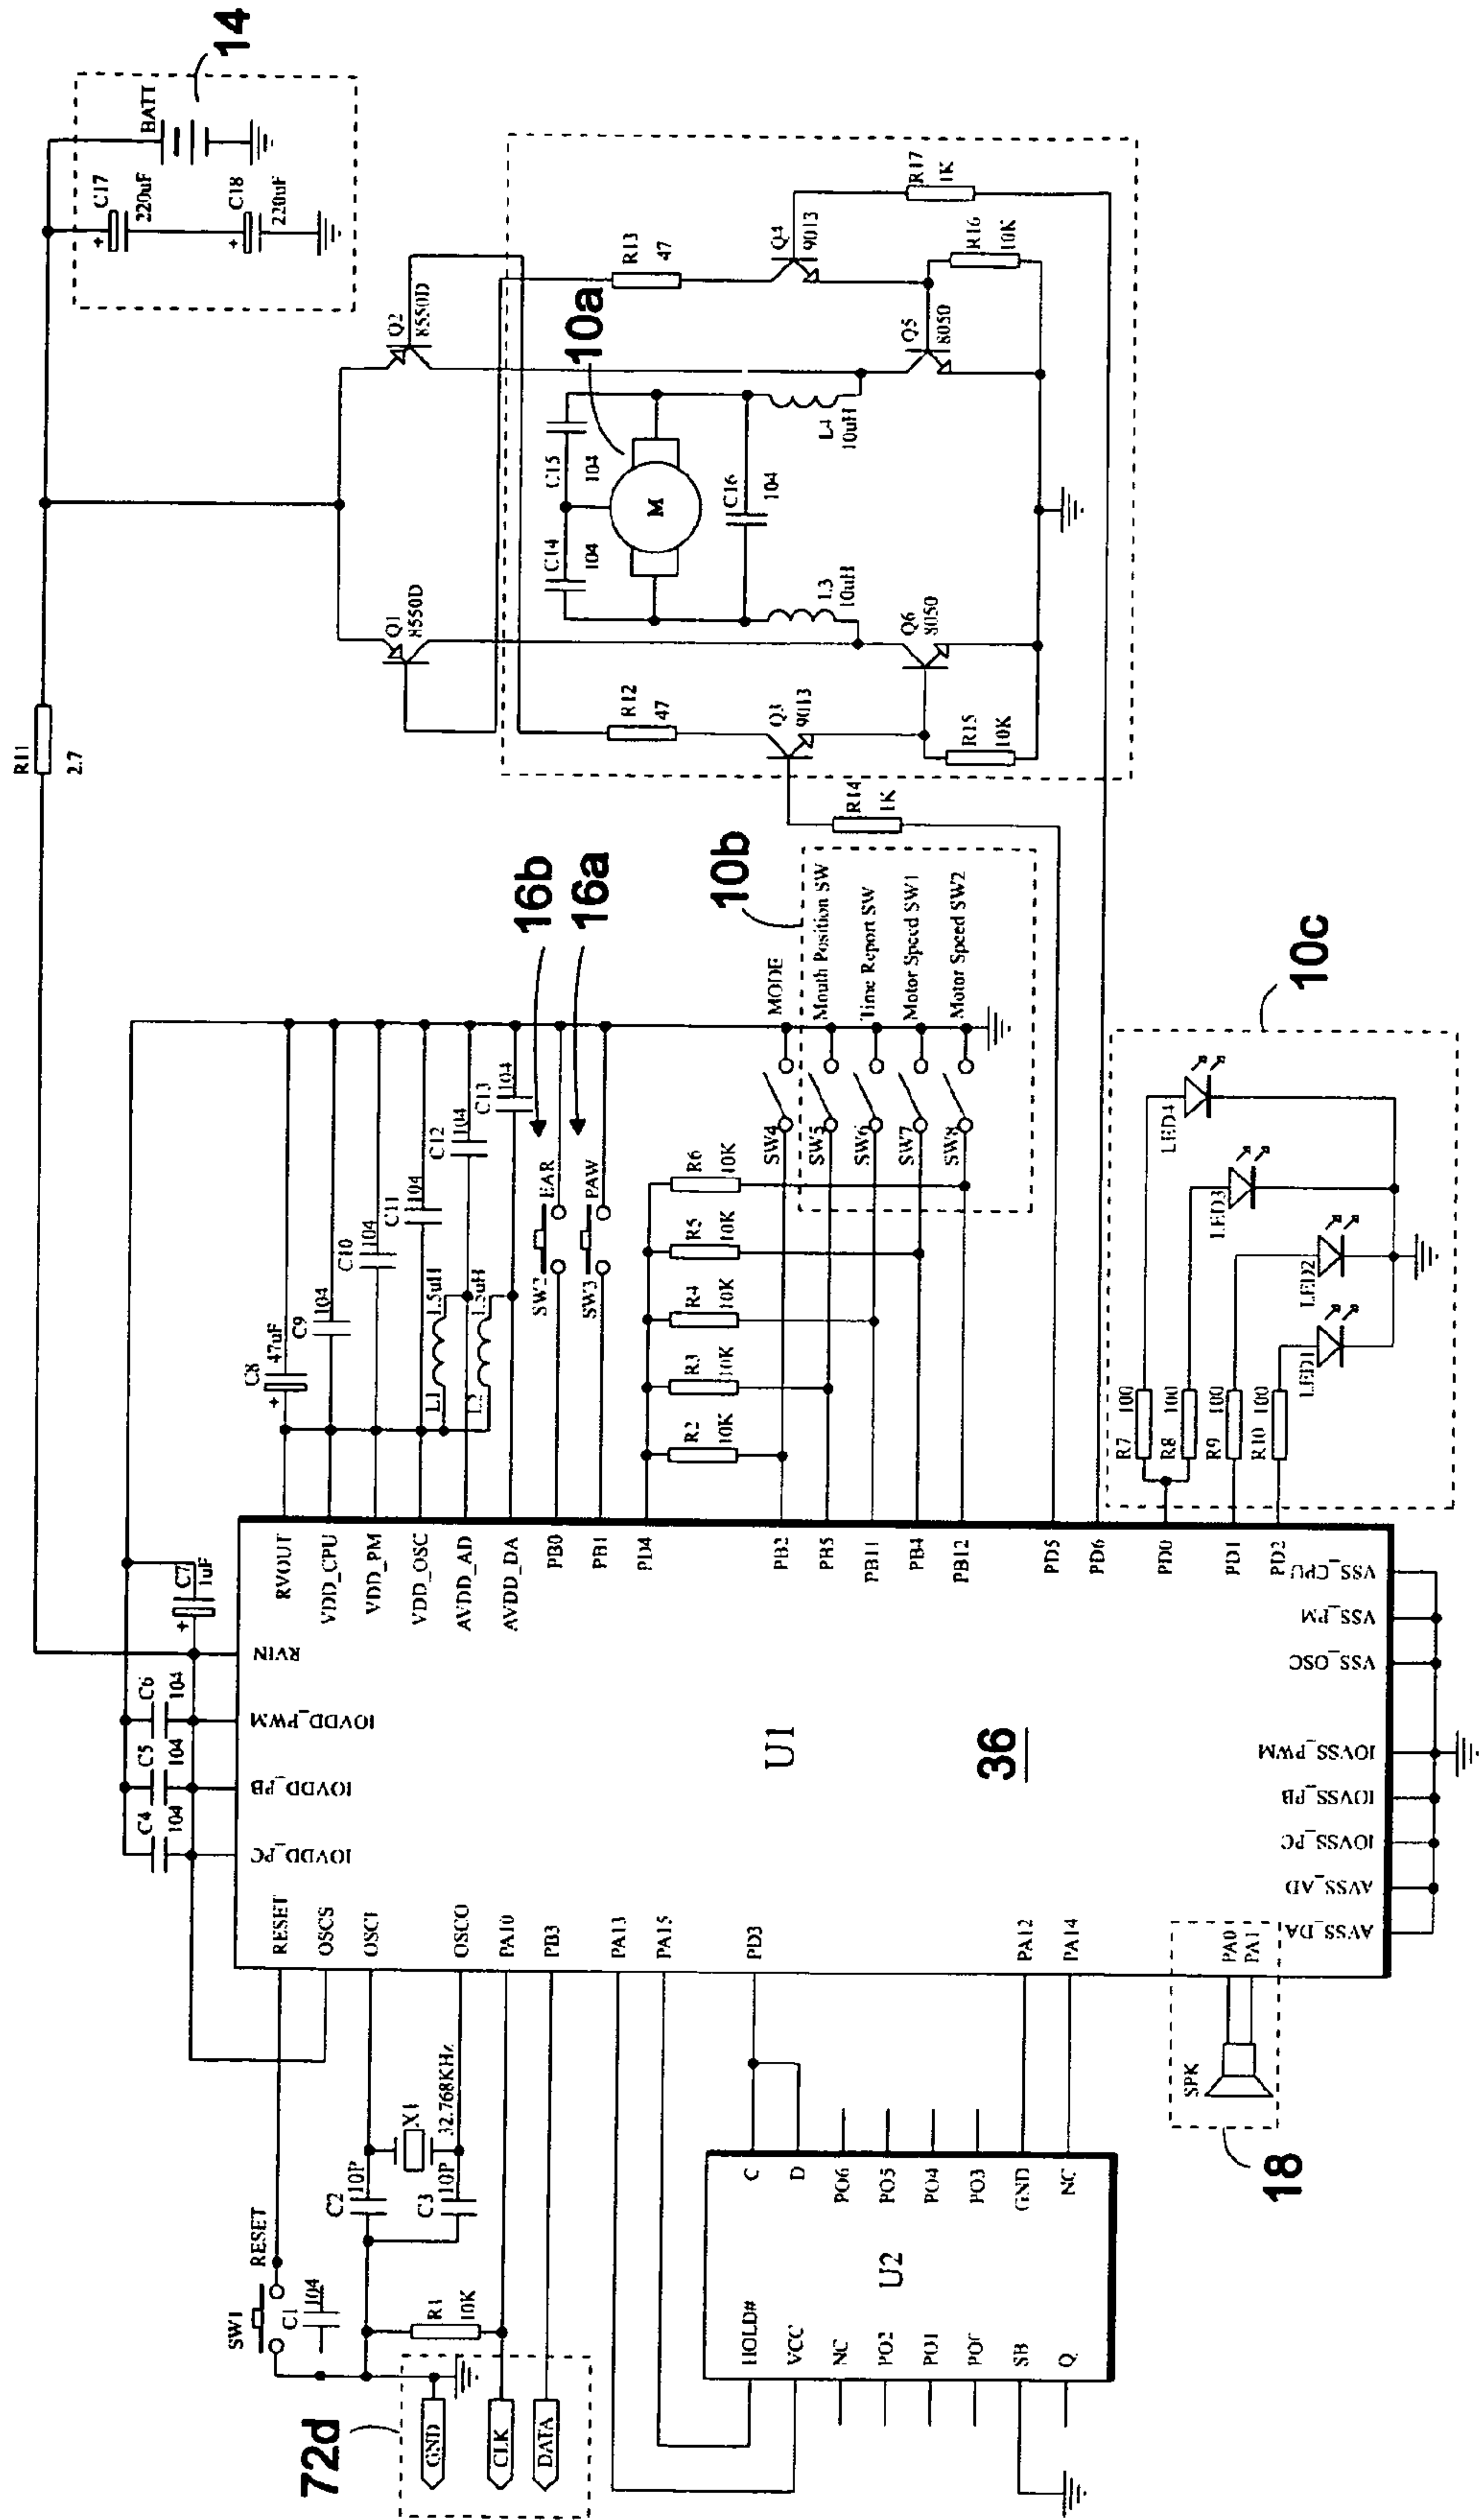 14
BATT
C17
220uF
C18
220uF
R11
2.7
Q1
8550D
Q2
8550D
10a
R13
47
Q4
9013
R17
1K
C14
104
C15
104
M
C16
104
L3
10uH
L4
10uH
R12
47
Q3
9013
Q6
8050
Q5
8050
R15
10K
R16
10K
R14
1K
16b
16a
10b
C8
47uF
C9
104
C10
104
C11
104
C12
104
C13
104
L1
1.5uH
L2
1.5uH
SW2
EAR
SW3
PAW
R2
10K
R3
10K
R4
10K
R5
10K
R6
10K
SW4
MODE
SW5
Mouth Position SW
SW6
Time Report SW
SW7
Motor Speed SW1
SW8
Motor Speed SW2
10c
R7
100
R8
100
R9
100
R10
100
LED1
LED2
LED3
LED4
C4
104
C5
104
C6
104
C7
1uF
IOVDD_PC
IOVDD_PB
IOVDD_PWM
RVIN
RVOUT
VDD_CPU
VDD_PM
VDD_OSC
AVDD_AD
AVDD_DA
PB0
PB1
PD4
PB2
PB5
PB11
PB4
PB12
PD5
PD6
PD0
PD1
PD2
U1
36
AVSS_DA
AVSS_AD
IOVSS_PC
IOVSS_PB
IOVSS_PWM
VSS_OSC
VSS_PM
VSS_CPU
RESET
OSCS
OSCI
OSCO
PA10
PB3
PA13
PA15
PD3
PA12
PA14
PA0
PA1
SPK
18
SW1
RESET
C1
104
C2
10P
C3
10P
X1
32.768KHz
R1
10K
72d
GND
CLK
DATA
U2
HOLD#
VCC
NC
PO2
PO1
SB
Q
C
D
PO6
PO5
PO4
PO3
GND
NC